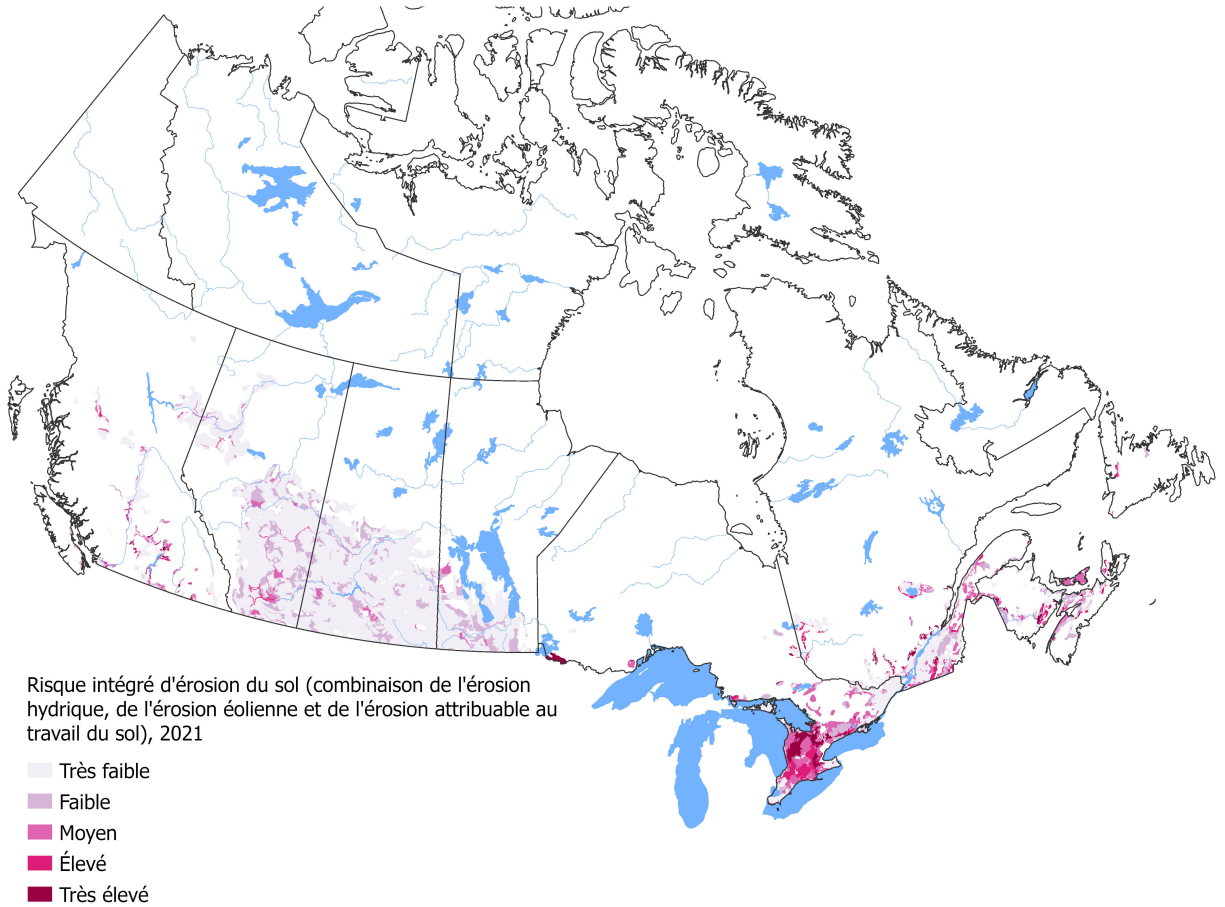 Risque intégré d'érosion du sol (combinaison de l'érosion
hydrique, de l'érosion éolienne et de l'érosion attribuable au
travail du sol), 2021
Très faible
Faible
Moyen
Élevé
Très élevé